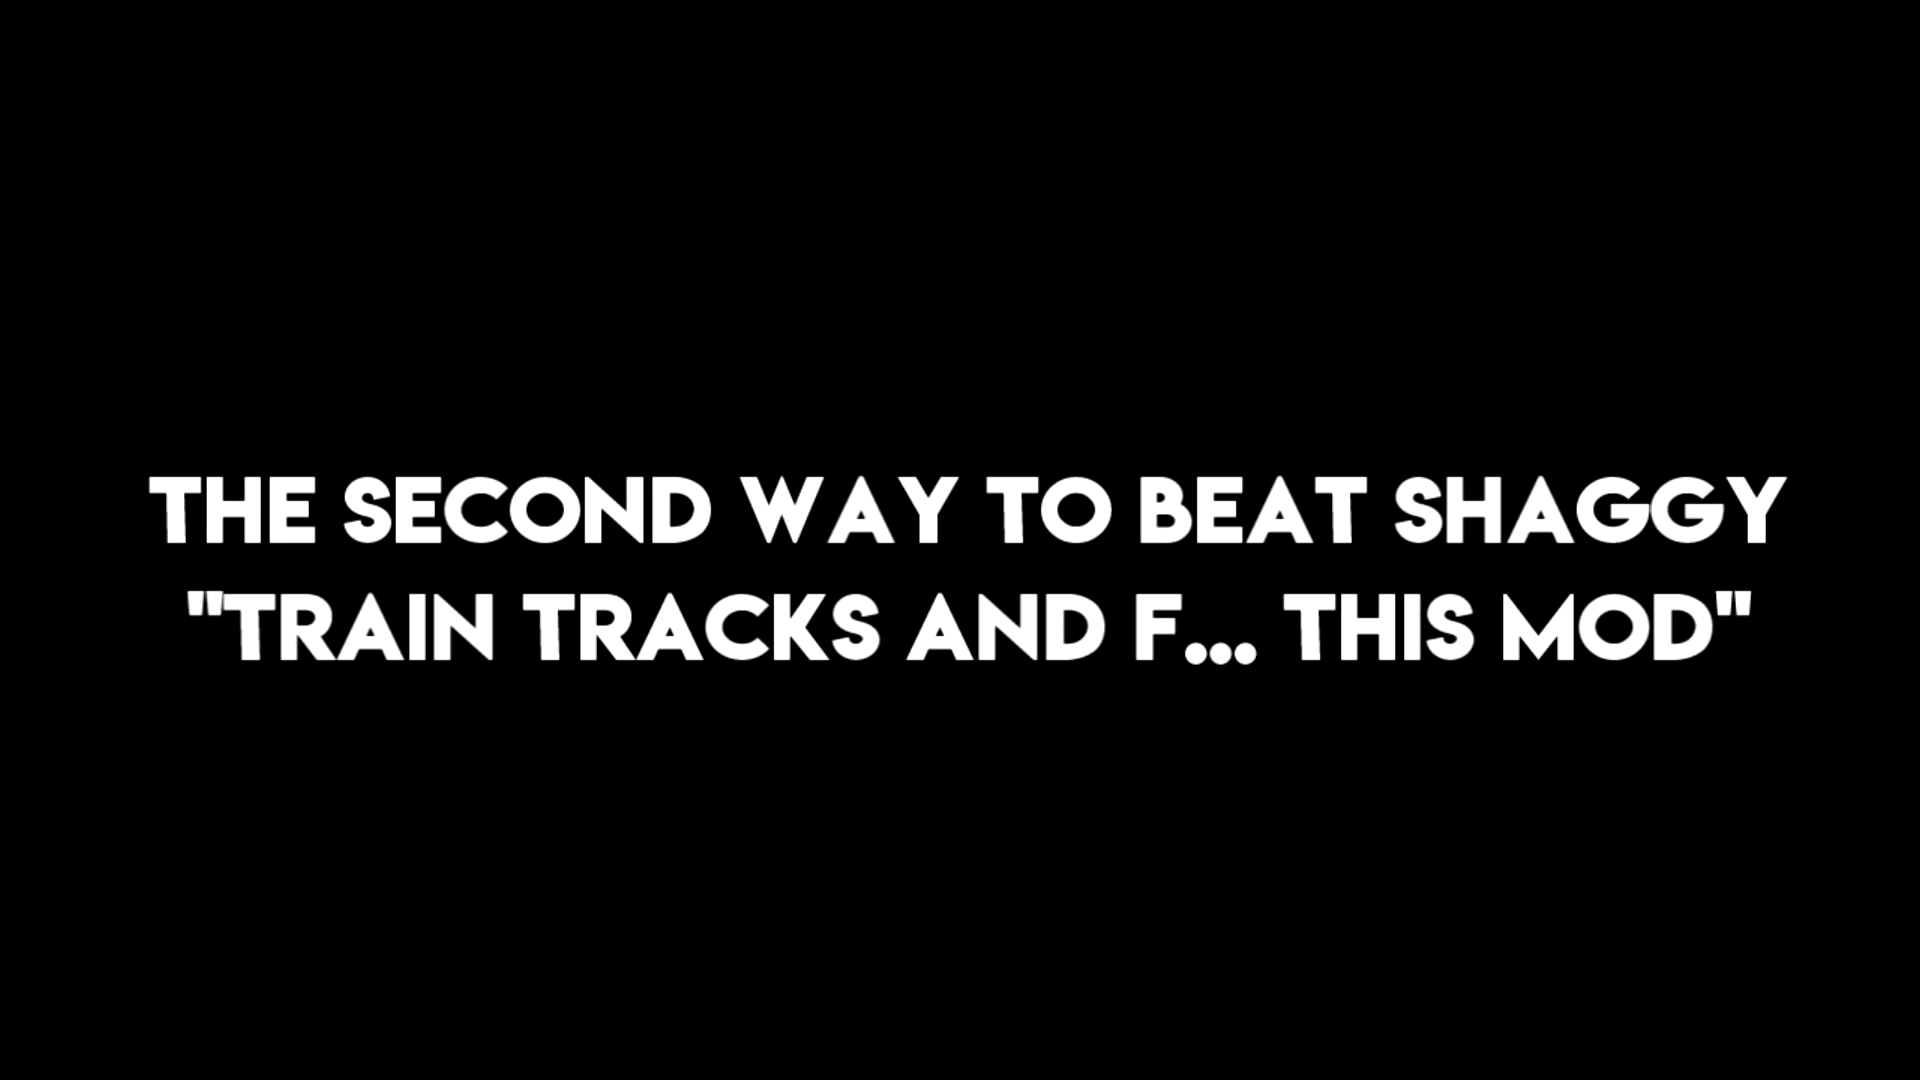 THE SECOND WAY TO BEAT SHAGGY
"TRAIN TRACKS AND F... THIS MOD"